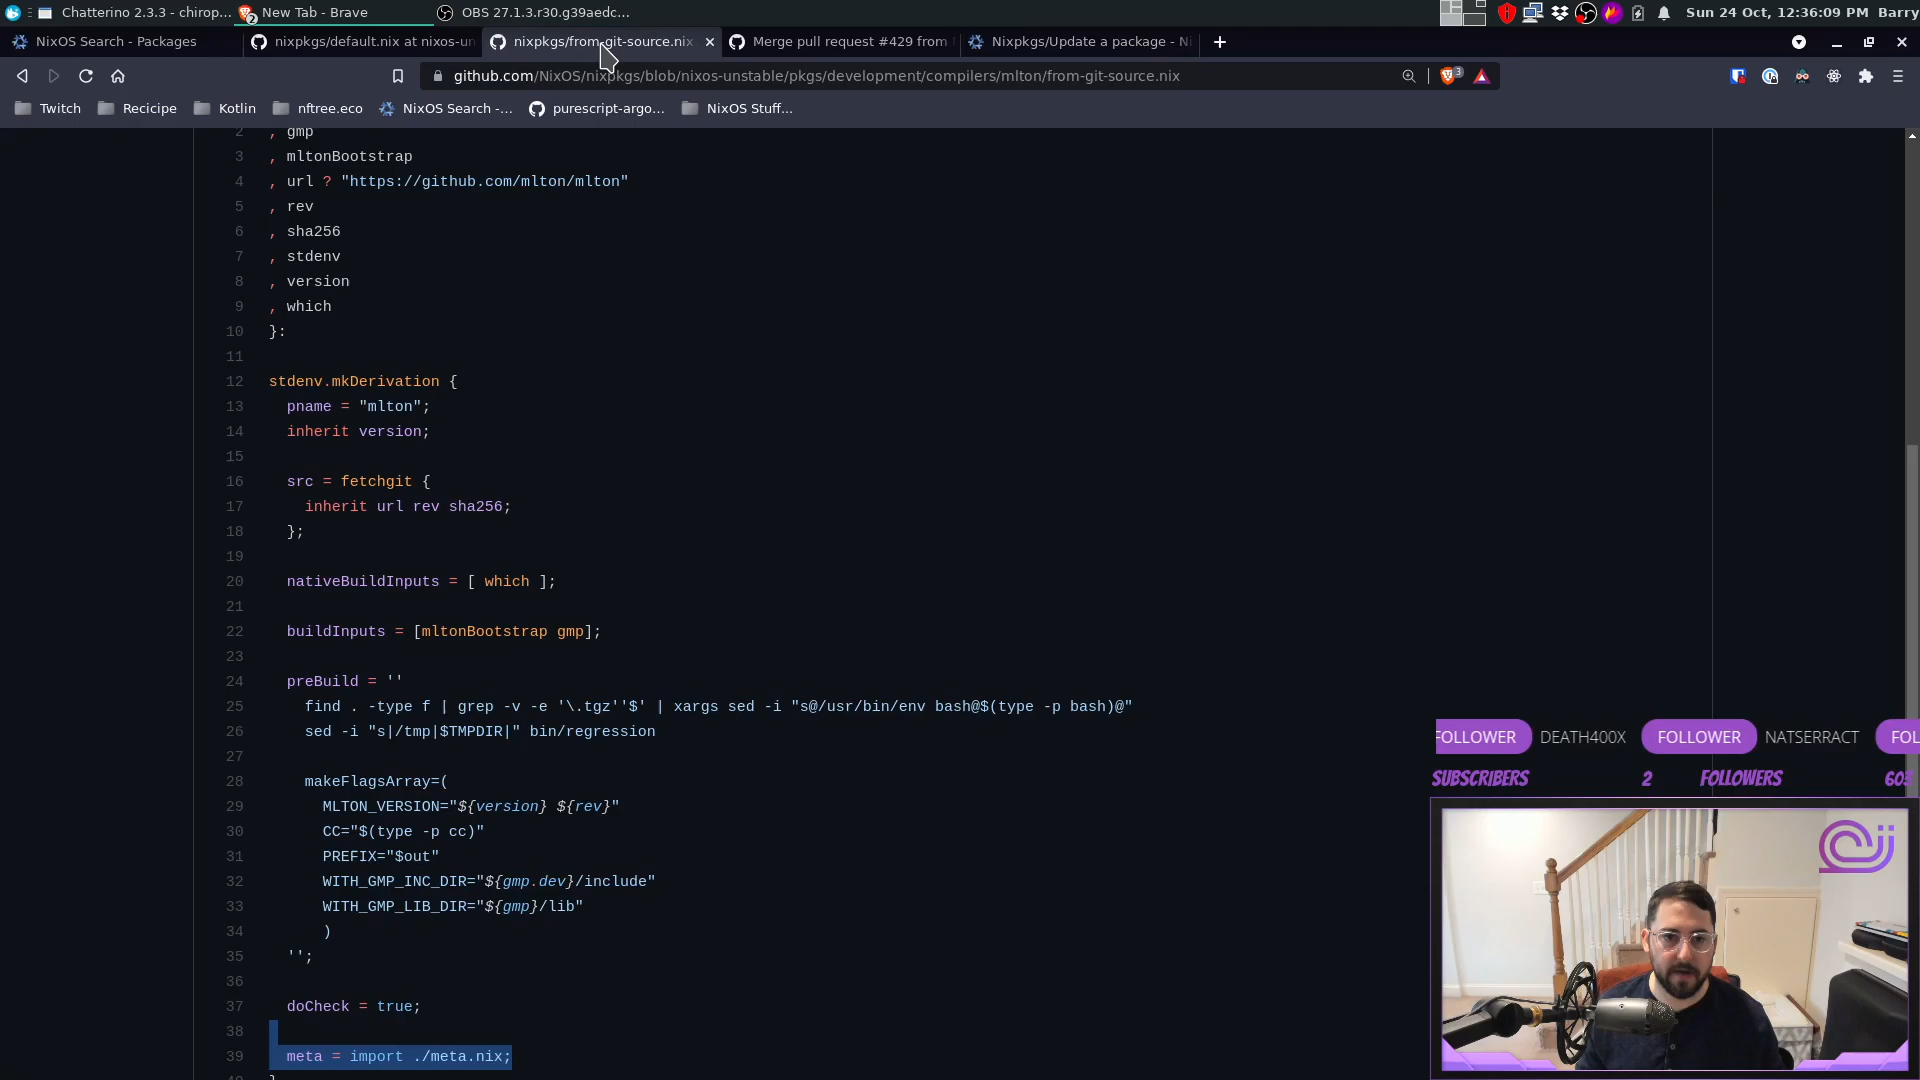 Chatterino 2.3.3 - chirop...
2
New Tab - Brave
OBS 27.1.3.r30.g39aedc...
Sun 24 Oct, 12:36:09 PM
Barry
NixOS Search - Packages
nixpkgs/default.nix at nixos-un
nixpkgs/from-git-source.nix
Merge pull request #429 from
Nixpkgs/Update a package - Ni
github.com/NixOS/nixpkgs/blob/nixos-unstable/pkgs/development/compilers/mlton/from-git-source.nix
3
Twitch
Recicipe
Kotlin
nftree.eco
NixOS Search -...
purescript-argo...
NixOS Stuff...
2 , gmp
3 , mltonBootstrap
4 , url ? "https://github.com/mlton/mlton"
5 , rev
6 , sha256
7 , stdenv
8 , version
9 , which
10 }:
11
12 stdenv.mkDerivation {
13 pname = "mlton";
14 inherit version;
15
16 src = fetchgit {
17 inherit url rev sha256;
18 };
19
20 nativeBuildInputs = [ which ];
21
22 buildInputs = [mltonBootstrap gmp];
23
24 preBuild = ''
25 find . -type f | grep -v -e '\.tgz''$' | xargs sed -i "s@/usr/bin/env bash@$(type -p bash)@"
26 sed -i "s|/tmp|$TMPDIR|" bin/regression
27
28 makeFlagsArray=(
29 MLTON_VERSION="${version} ${rev}"
30 CC="$(type -p cc)"
31 PREFIX="$out"
32 WITH_GMP_INC_DIR="${gmp.dev}/include"
33 WITH_GMP_LIB_DIR="${gmp}/lib"
34 )
35 '';
36
37 doCheck = true;
38
39 meta = import ./meta.nix;
FOLLOWER DEATH400X FOLLOWER NATSERRACT FOL
SUBSCRIBERS 2 FOLLOWERS 603